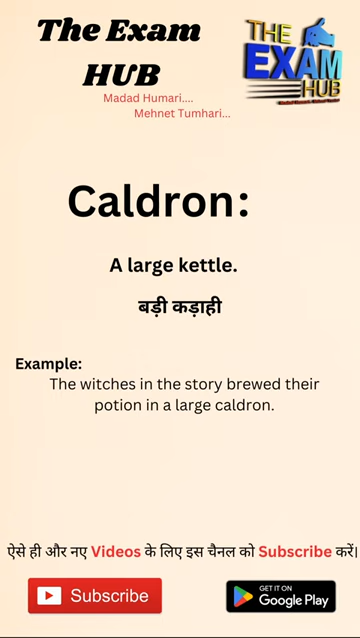 The Exam
HUB
Madad Humari....
Mehnet Tumhari...
THE
EXAM
HUB
Caldron:
A large kettle.
बड़ी कड़ाही
Example:
The witches in the story brewed their
potion in a large caldron.
ऐसे ही और नए Videos के लिए इस चैनल को Subscribe करें।
Subscribe
GET IT ON
Google Play